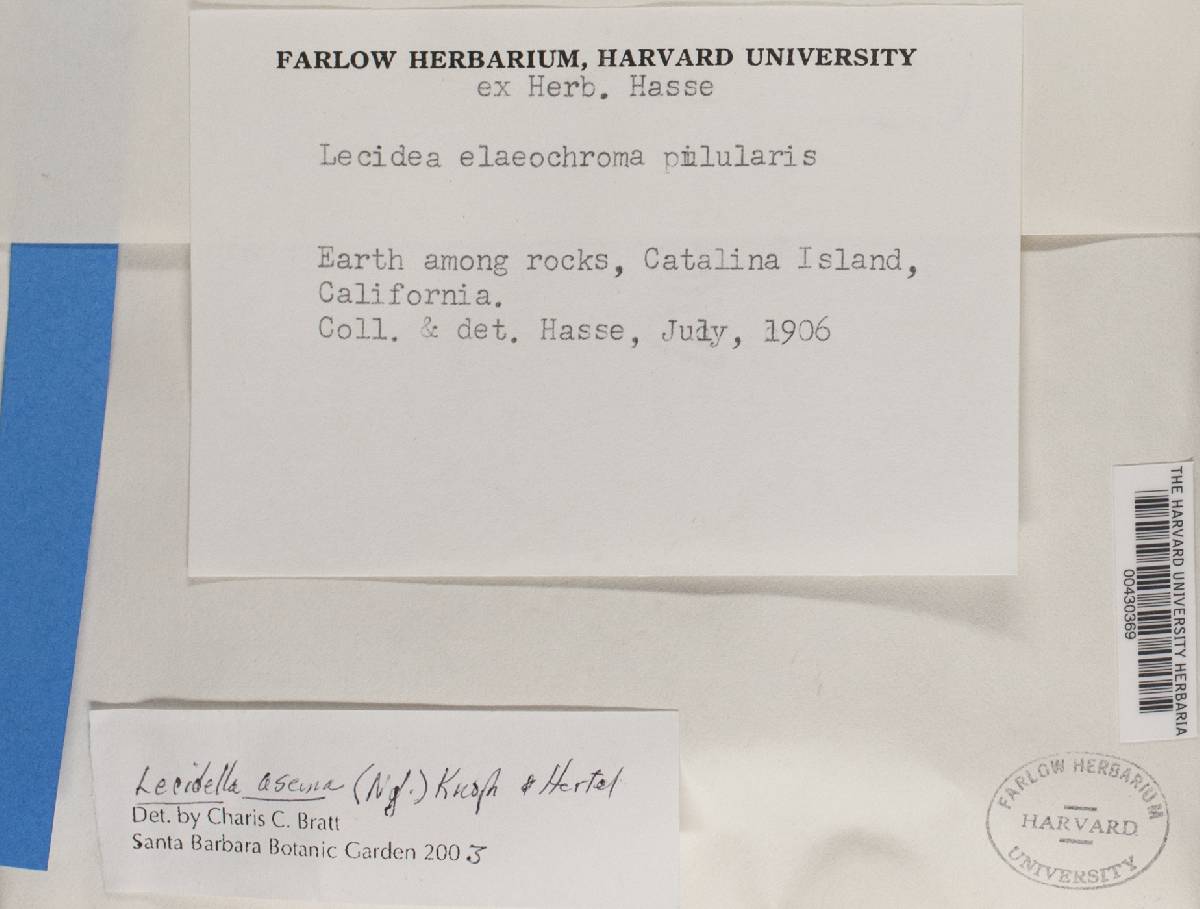 FARLOW HERBARIUM, HARVARD UNIVERSITY
ex Herb. Hasse
Lecidea elaeochroma pilularis
Earth among rocks, Catalina Island,
California.
Coll. & det. Hasse, July, 1906
THE HARVARD UNIVERSITY HERBARIA
00430369
Lecidella asema (Nyl.) Knoph & Hertel
Det. by Charis C. Bratt
Santa Barbara Botanic Garden 2003
FARLOW HERBARIUM
HARVARD
UNIVERSITY